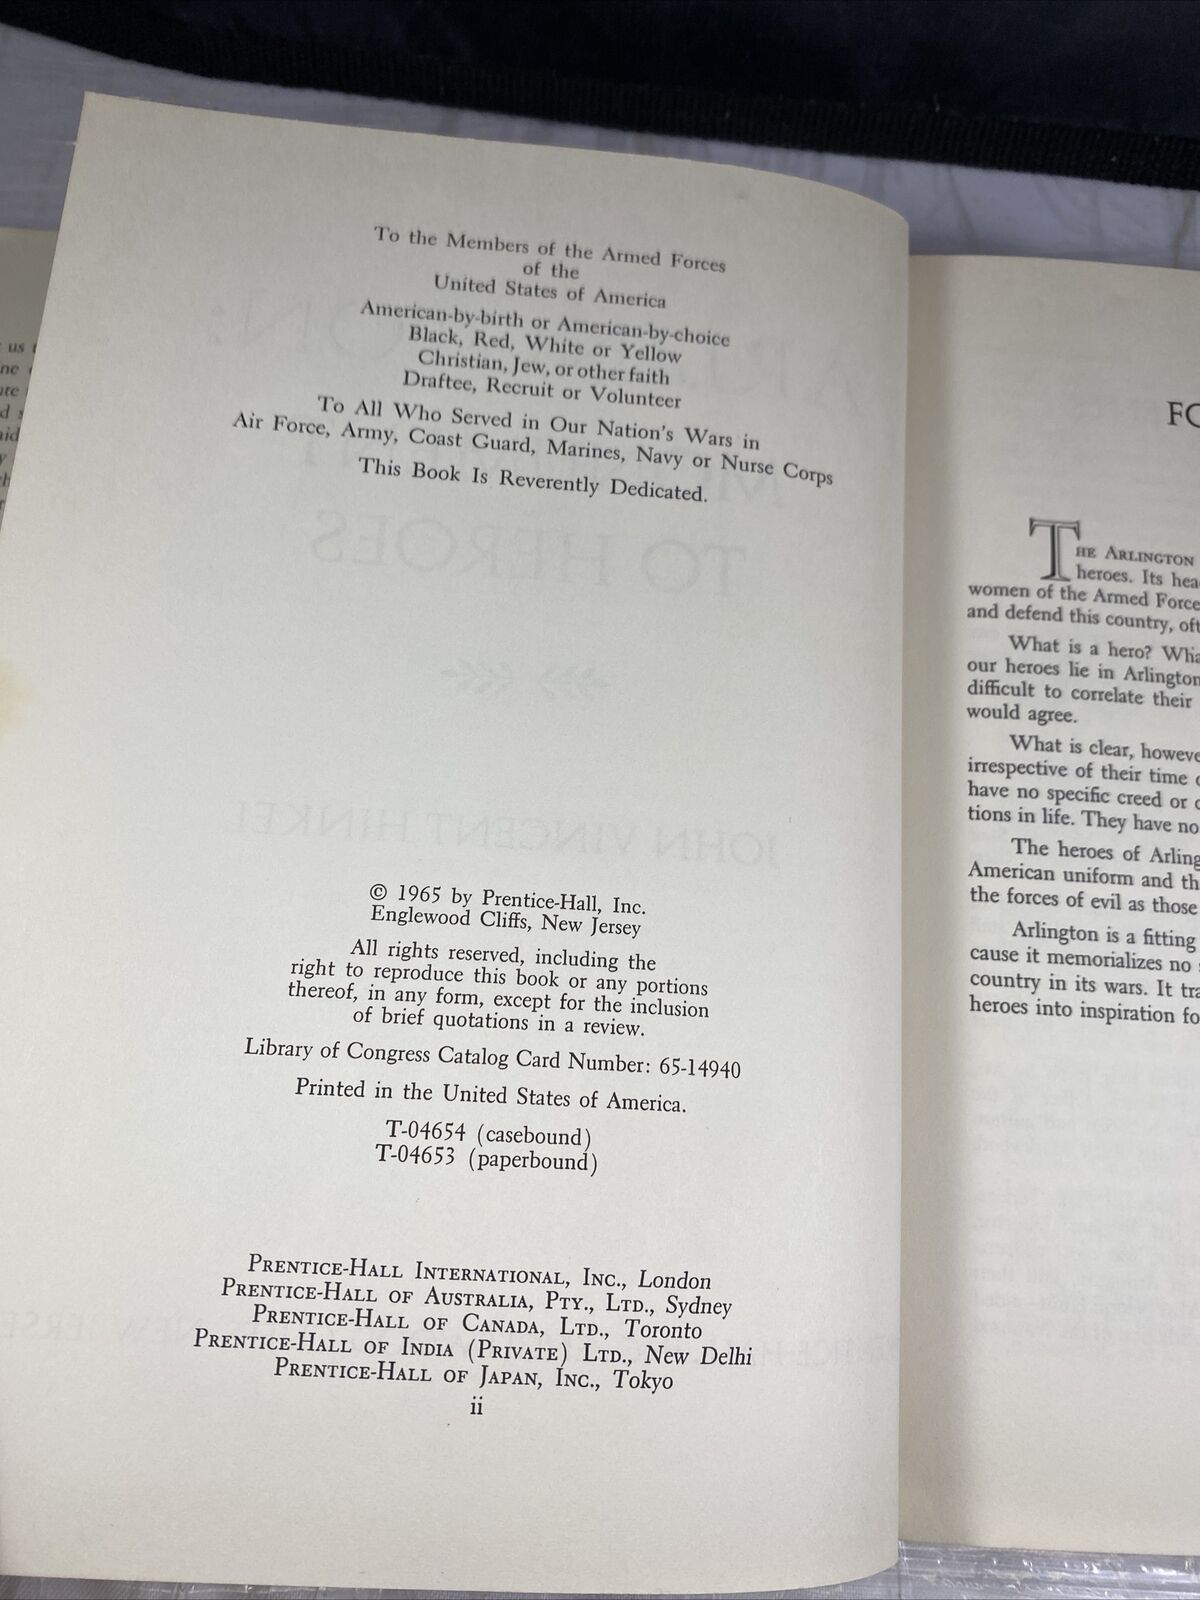 To the Members of the Armed Forces
of the
United States of America
American-by-birth or American-by-choice
Black, Red, White or Yellow
Christian, Jew, or other faith
Draftee, Recruit or Volunteer
To All Who Served in Our Nation's Wars in
Air Force, Army, Coast Guard, Marines, Navy or Nurse Corps
This Book Is Reverently Dedicated.
© 1965 by Prentice-Hall, Inc.
Englewood Cliffs, New Jersey
All rights reserved, including the
right to reproduce this book or any portions
thereof, in any form, except for the inclusion
of brief quotations in a review.
Library of Congress Catalog Card Number: 65-14940
Printed in the United States of America.
T-04654 (casebound)
T-04653 (paperbound)
PRENTICE-HALL INTERNATIONAL, INC., London
PRENTICE-HALL OF AUSTRALIA, PTY., LTD., Sydney
PRENTICE-HALL OF CANADA, LTD., Toronto
PRENTICE-HALL OF INDIA (PRIVATE) LTD., New Delhi
PRENTICE-HALL OF JAPAN, INC., Tokyo
ii
FO
THE ARLINGTON
heroes. Its hea
women of the Armed Force
and defend this country, oft
What is a hero? Wha
our heroes lie in Arlington
difficult to correlate their
would agree.
What is clear, howeve
irrespective of their time
have no specific creed or
tions in life. They have no
The heroes of Arling
American uniform and th
the forces of evil as those
Arlington is a fitting
cause it memorializes no
country in its wars. It tra
heroes into inspiration fo